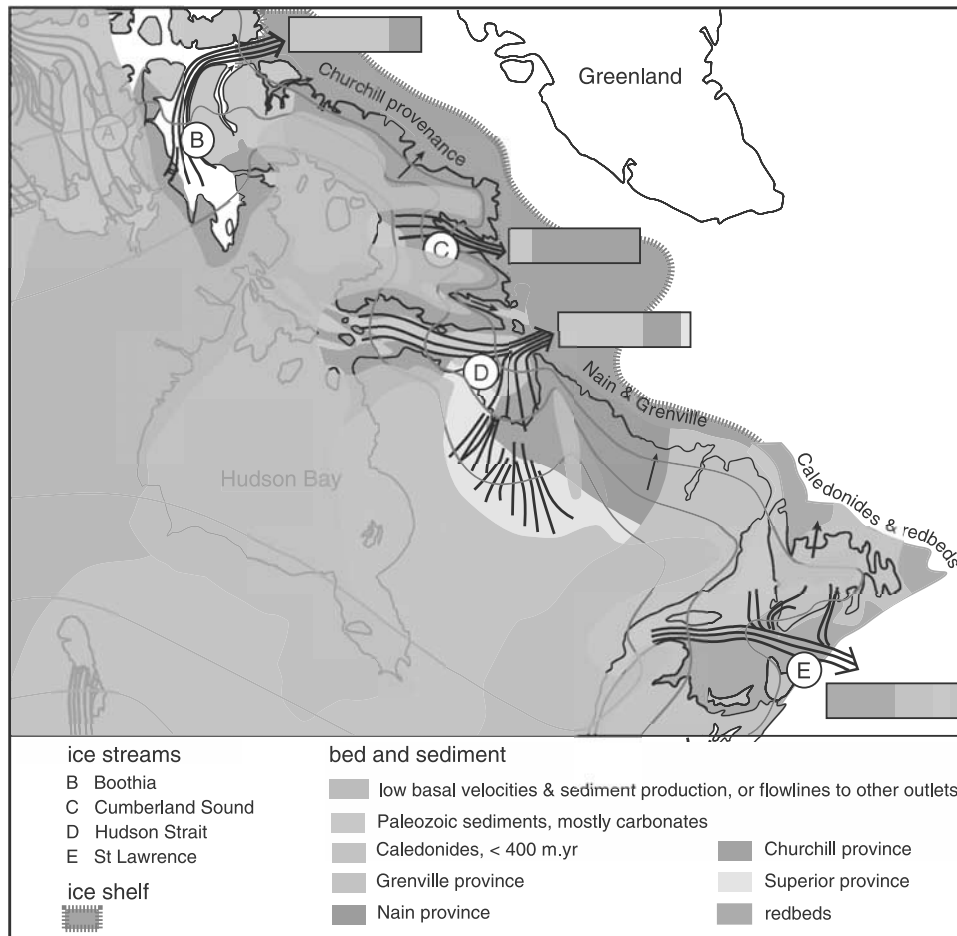 Greenland
Churchill provenance
A
B
C
D
Nain & Grenville
Hudson Bay
Caledonides & redbeds
E
ice streams
B Boothia
C Cumberland Sound
D Hudson Strait
E St Lawrence
ice shelf
bed and sediment
low basal velocities & sediment production, or flowlines to other outlets
Paleozoic sediments, mostly carbonates
Caledonides, < 400 m.yr
Grenville province
Nain province
Churchill province
Superior province
redbeds